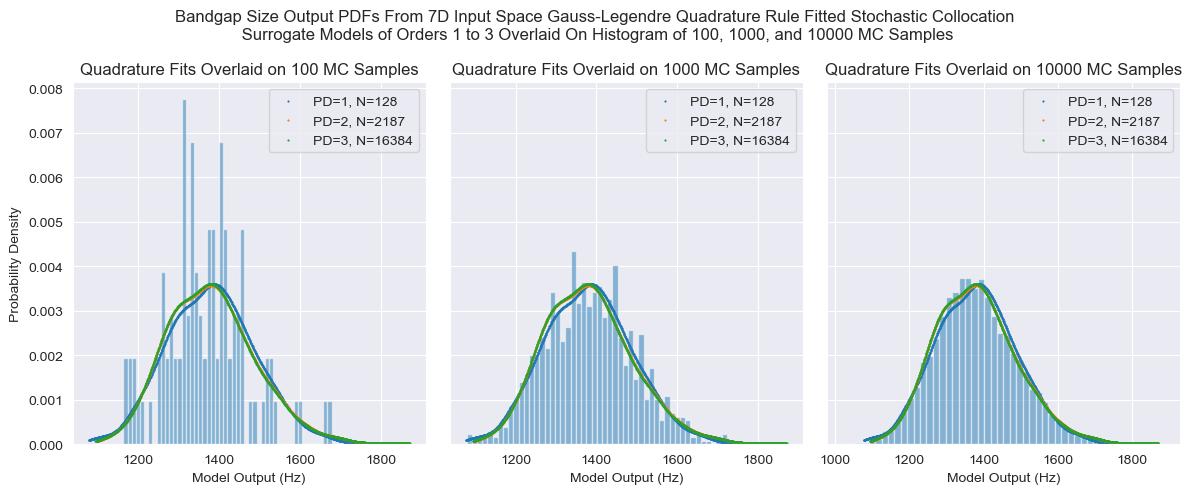 Bandgap Size Output PDFs From 7D Input Space Gauss-Legendre Quadrature Rule Fitted Stochastic Collocation
Surrogate Models of Orders 1 to 3 Overlaid On Histogram of 100, 1000, and 10000 MC Samples
Quadrature Fits Overlaid on 100 MC Samples
PD=1, N=128
PD=2, N=2187
PD=3, N=16384
0.008
0.007
0.006
0.005
0.004
0.003
0.002
0.001
0.000
Probability Density
1200
1400
1600
1800
Model Output (Hz)
Quadrature Fits Overlaid on 1000 MC Samples
PD=1, N=128
PD=2, N=2187
PD=3, N=16384
1200
1400
1600
1800
Model Output (Hz)
Quadrature Fits Overlaid on 10000 MC Samples
PD=1, N=128
PD=2, N=2187
PD=3, N=16384
1000
1200
1400
1600
1800
Model Output (Hz)